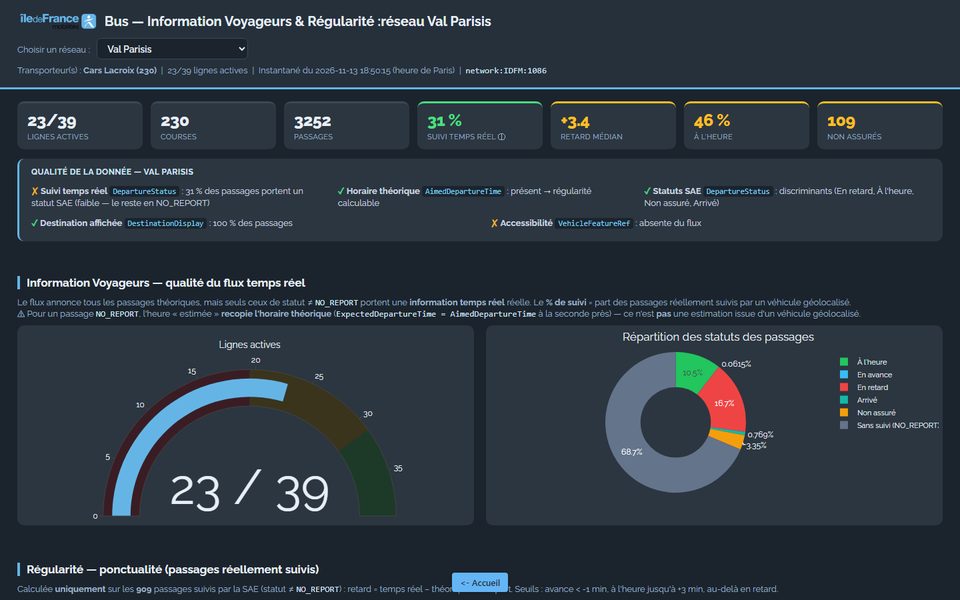 îledeFrance
mobilités
Bus — Information Voyageurs & Régularité :réseau Val Parisis
Choisir un réseau : Val Parisis
Transporteur(s) : Cars Lacroix (230) | 23/39 lignes actives | Instantané du 2026-11-13 18:50:15 (heure de Paris) | network:IDFM:1086
23/39
LIGNES ACTIVES
230
COURSES
3252
PASSAGES
31 %
SUIVI TEMPS RÉEL ⓘ
+3.4
RETARD MÉDIAN
46 %
À L'HEURE
109
NON ASSURÉS
QUALITÉ DE LA DONNÉE — VAL PARISIS
✗ Suivi temps réel DepartureStatus : 31 % des passages portent un
statut SAE (faible — le reste en NO_REPORT)
✓ Horaire théorique AimedDepartureTime : présent → régularité
calculable
✓ Statuts SAE DepartureStatus : discriminants (En retard, À l'heure,
Non assuré, Arrivé)
✓ Destination affichée DestinationDisplay : 100 % des passages
✗ Accessibilité VehicleFeatureRef : absente du flux
Information Voyageurs — qualité du flux temps réel
Le flux annonce tous les passages théoriques, mais seuls ceux de statut ≠ NO_REPORT portent une information temps réel réelle. Le % de suivi = part des passages réellement suivis par un véhicule géolocalisé.
⚠ Pour un passage NO_REPORT, l'heure « estimée » recopie l'horaire théorique (ExpectedDepartureTime = AimedDepartureTime à la seconde près) — ce n'est pas une estimation issue d'un véhicule géolocalisé.
Lignes actives
0
5
10
15
20
25
30
35
23 / 39
Répartition des statuts des passages
10.5%
0.0615%
16.7%
0.769%
3.35%
68.7%
À l'heure
En avance
En retard
Arrivé
Non assuré
Sans suivi (NO_REPORT
Régularité — ponctualité (passages réellement suivis)
<- Accueil
Calculée uniquement sur les 909 passages suivis par la SAE (statut ≠ NO_REPORT) : retard = temps réel − théor t. Seuils : avance < -1 min, à l'heure jusqu'à +3 min, au-delà en retard.